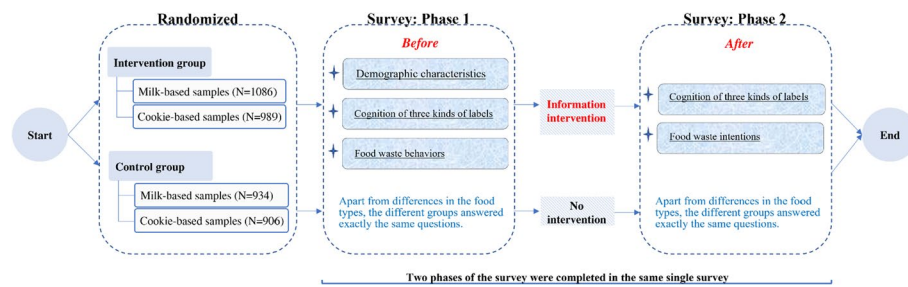 Randomized
Survey: Phase 1
Survey: Phase 2
Before
After
Intervention group
Milk-based samples (N=1086)
Cookie-based samples (N=989)
Control group
Milk-based samples (N=934)
Cookie-based samples (N=906)
Start
Demographic characteristics
Cognition of three kinds of labels
Food waste behaviors
Apart from differences in the food
types, the different groups answered
exactly the same questions.
Information
intervention
No
intervention
Cognition of three kinds of labels
Food waste intentions
Apart from differences in the food
types, the different groups answered
exactly the same questions.
End
Two phases of the survey were completed in the same single survey